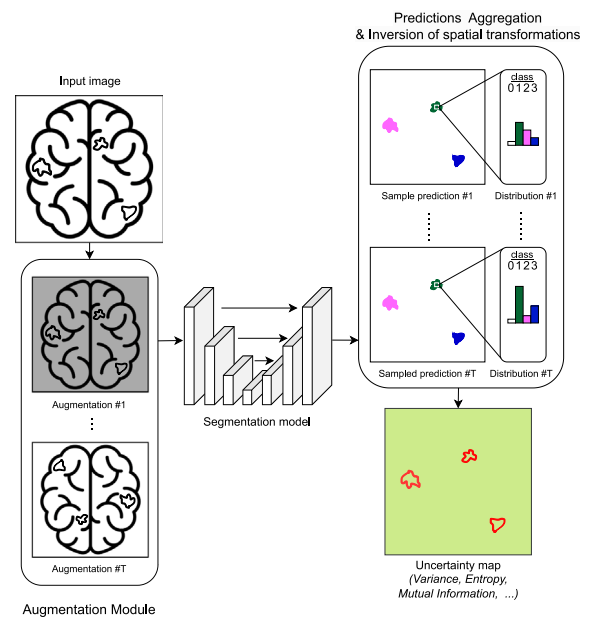 Predictions Aggregation
& Inversion of spatial transformations
Input image
class
0123
Sample prediction #1
Distribution #1
class
0123
Sampled prediction #T
Distribution #T
Augmentation #1
Segmentation model
Augmentation #T
Augmentation Module
Uncertainty map
(Variance, Entropy,
Mutual Information, ...)